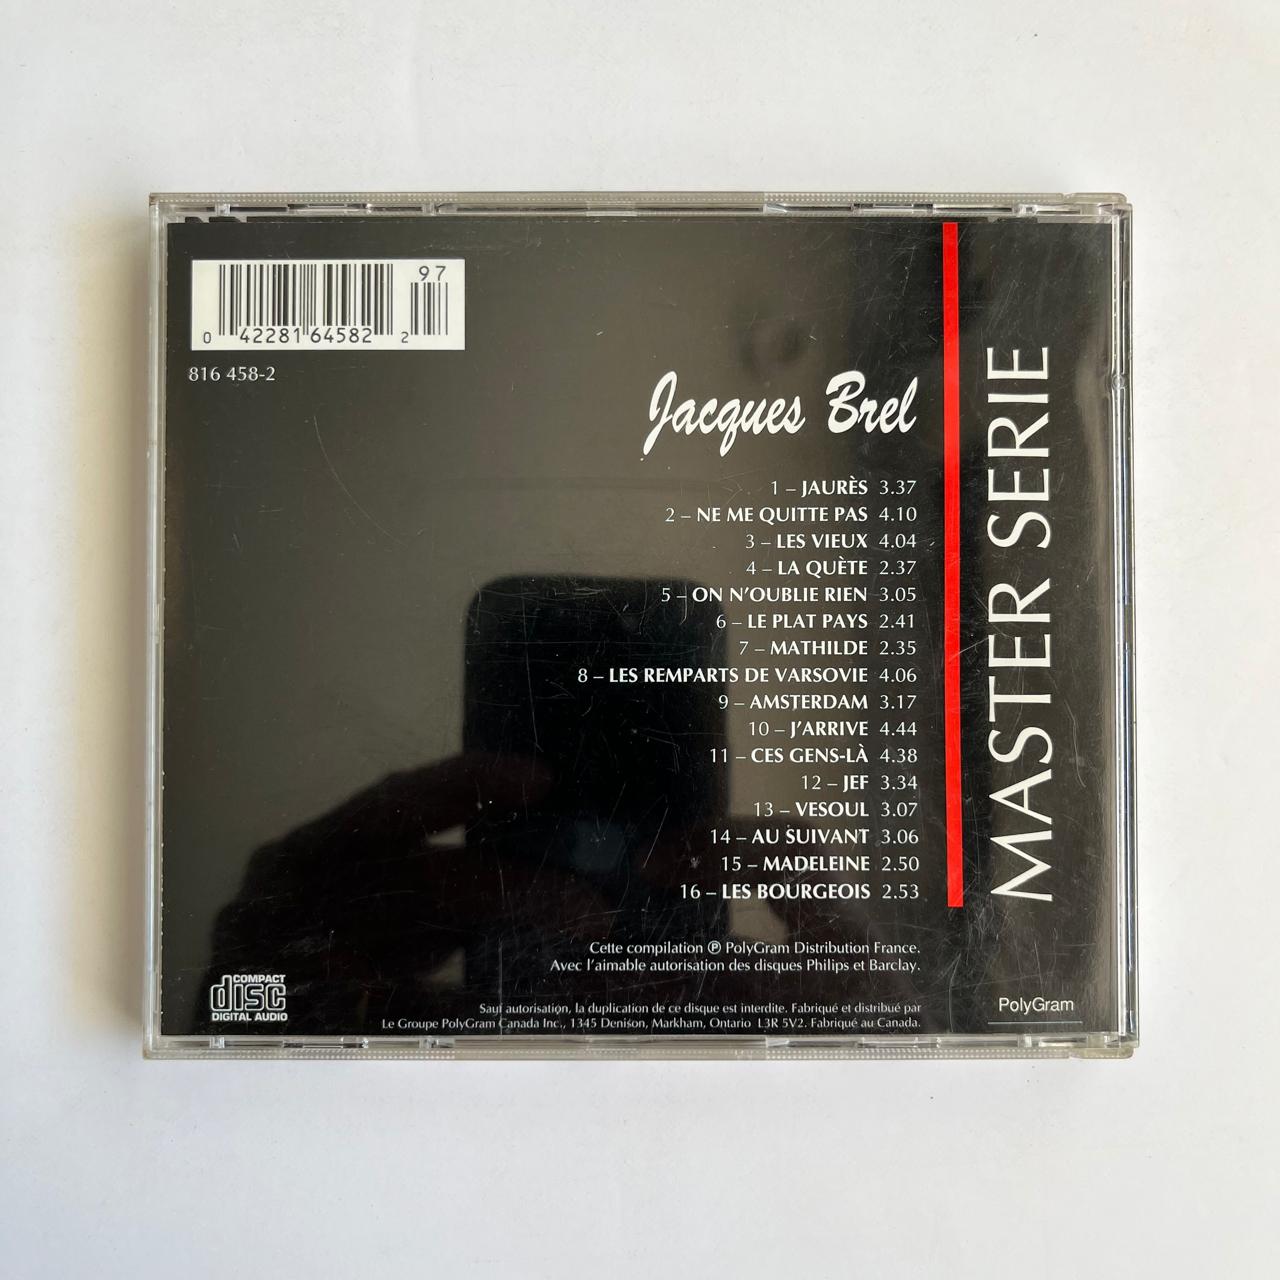 97
0 42281 64582 2
816 458-2
Jacques Brel
1 – JAURÈS 3.37
2 – NE ME QUITTE PAS 4.10
3 – LES VIEUX 4.04
4 – LA QUÈTE 2.37
5 – ON N'OUBLIE RIEN 3.05
6 – LE PLAT PAYS 2.41
7 – MATHILDE 2.35
8 – LES REMPARTS DE VARSOVIE 4.06
9 – AMSTERDAM 3.17
10 – J'ARRIVE 4.44
11 – CES GENS-LÀ 4.38
12 – JEF 3.34
13 – VESOUL 3.07
14 – AU SUIVANT 3.06
15 – MADELEINE 2.50
16 – LES BOURGEOIS 2.53
MASTER SERIE
Cette compilation ℗ PolyGram Distribution France.
Avec l'aimable autorisation des disques Philips et Barclay.
COMPACT
disc
DIGITAL AUDIO
Sauf autorisation, la duplication de ce disque est interdite. Fabriqué et distribué par
Le Groupe PolyGram Canada Inc., 1345 Denison, Markham, Ontario L3R 5V2. Fabriqué au Canada.
PolyGram